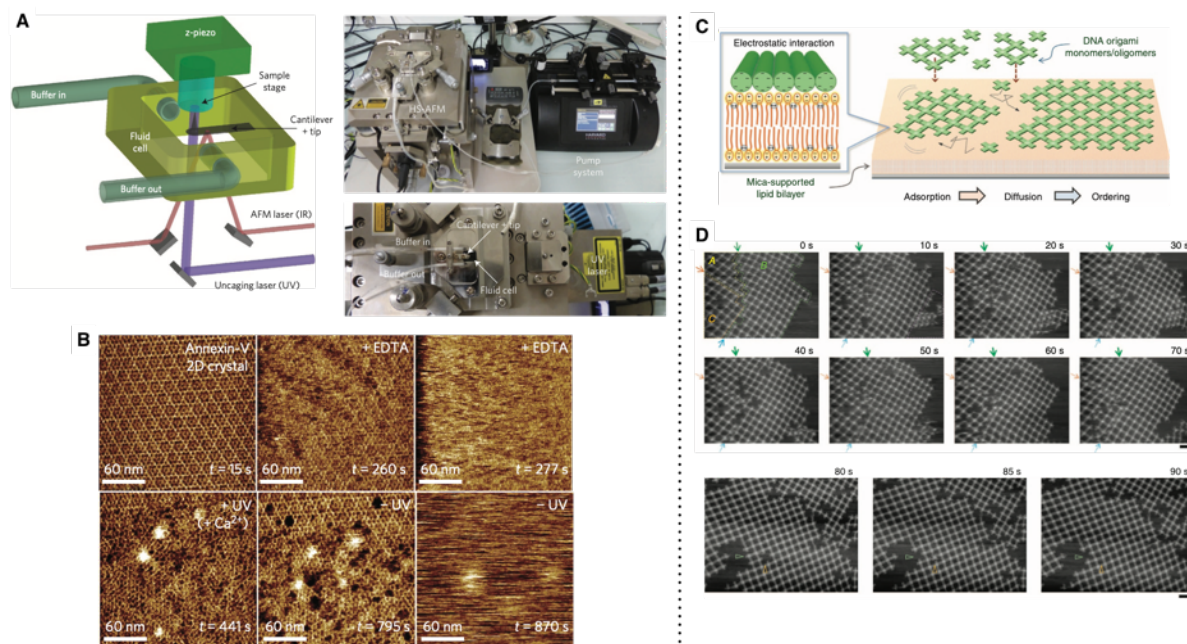 A
z-piezo
Buffer in
Sample
stage
Cantilever
+ tip
Fluid
cell
Buffer out
AFM laser (IR)
Uncaging laser (UV)
HS-AFM
Pump
system
Cantilever + tip
Buffer in
Buffer out
UV
laser
Fluid cell
B
Annexin-V
2D crystal
60 nm
t = 15 s
+ EDTA
60 nm
t = 260 s
+ EDTA
60 nm
t = 277 s
+ UV
(+ Ca²⁺)
60 nm
t = 441 s
– UV
60 nm
t = 795 s
– UV
60 nm
t = 870 s
C
Electrostatic interaction
DNA origami
monomers/oligomers
Mica-supported
lipid bilayer
Adsorption
Diffusion
Ordering
D
0 s
10 s
20 s
30 s
A
B
C
40 s
50 s
60 s
70 s
80 s
85 s
90 s